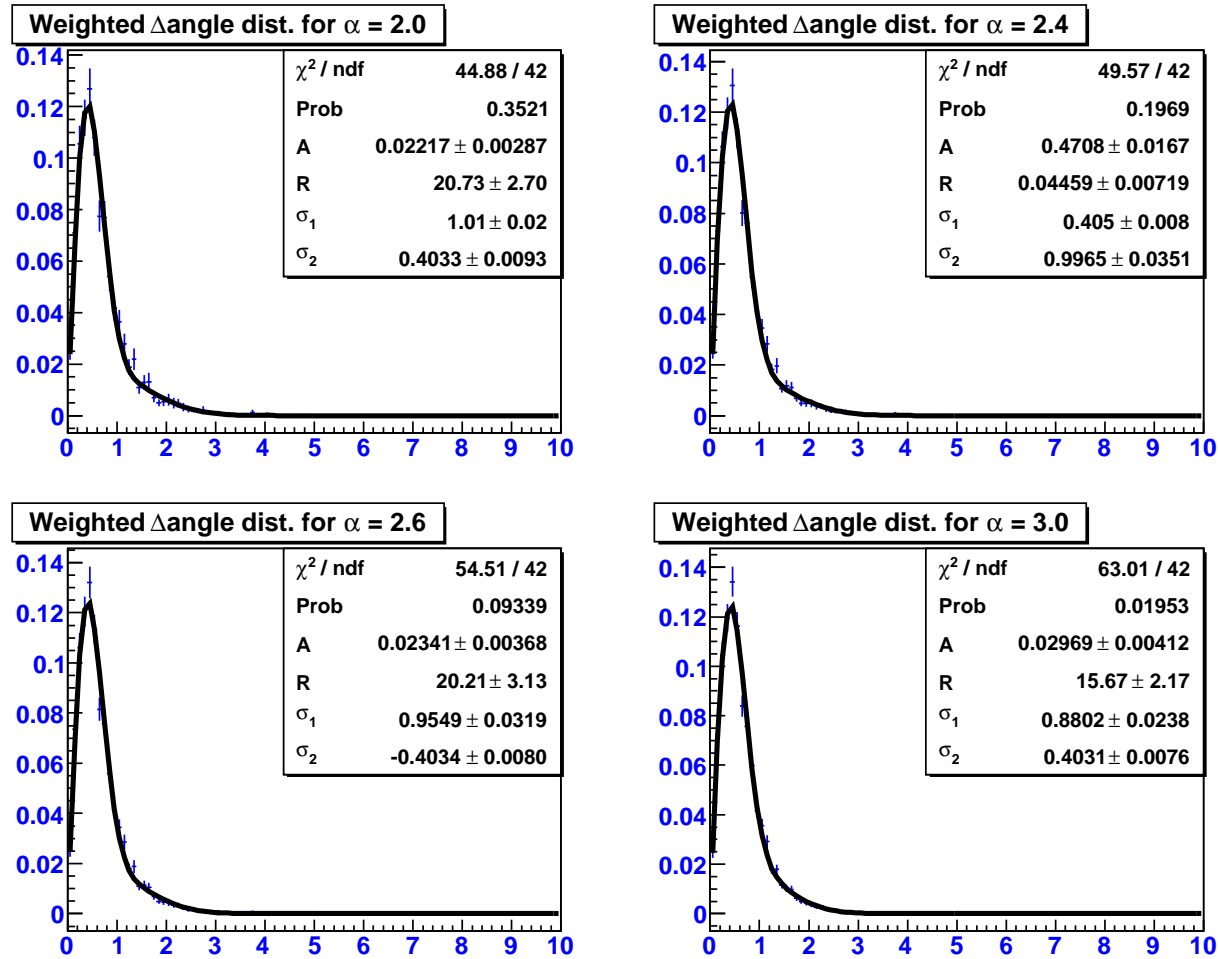 Weighted Δangle dist. for α = 2.0
χ² / ndf 44.88 / 42
Prob 0.3521
A 0.02217 ± 0.00287
R 20.73 ± 2.70
σ₁ 1.01 ± 0.02
σ₂ 0.4033 ± 0.0093
0.14
0.12
0.1
0.08
0.06
0.04
0.02
0
0 1 2 3 4 5 6 7 8 9 10
Weighted Δangle dist. for α = 2.4
χ² / ndf 49.57 / 42
Prob 0.1969
A 0.4708 ± 0.0167
R 0.04459 ± 0.00719
σ₁ 0.405 ± 0.008
σ₂ 0.9965 ± 0.0351
0.14
0.12
0.1
0.08
0.06
0.04
0.02
0
0 1 2 3 4 5 6 7 8 9 10
Weighted Δangle dist. for α = 2.6
χ² / ndf 54.51 / 42
Prob 0.09339
A 0.02341 ± 0.00368
R 20.21 ± 3.13
σ₁ 0.9549 ± 0.0319
σ₂ -0.4034 ± 0.0080
0.14
0.12
0.1
0.08
0.06
0.04
0.02
0
0 1 2 3 4 5 6 7 8 9 10
Weighted Δangle dist. for α = 3.0
χ² / ndf 63.01 / 42
Prob 0.01953
A 0.02969 ± 0.00412
R 15.67 ± 2.17
σ₁ 0.8802 ± 0.0238
σ₂ 0.4031 ± 0.0076
0.14
0.12
0.1
0.08
0.06
0.04
0.02
0
0 1 2 3 4 5 6 7 8 9 10